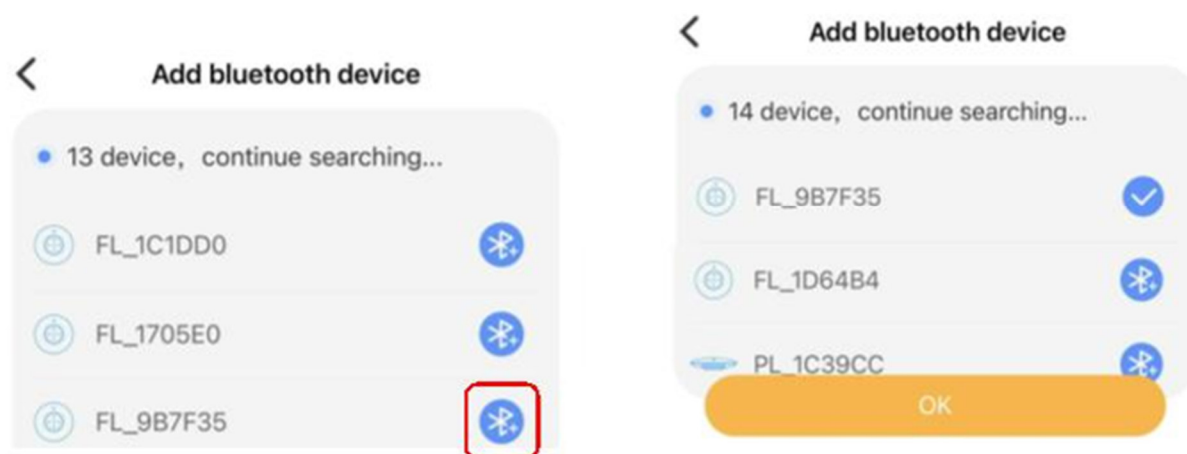 Add bluetooth device
13 device, continue searching...
FL_1C1DD0
FL_1705E0
FL_9B7F35
Add bluetooth device
14 device, continue searching...
FL_9B7F35
FL_1D64B4
PL_1C39CC
OK